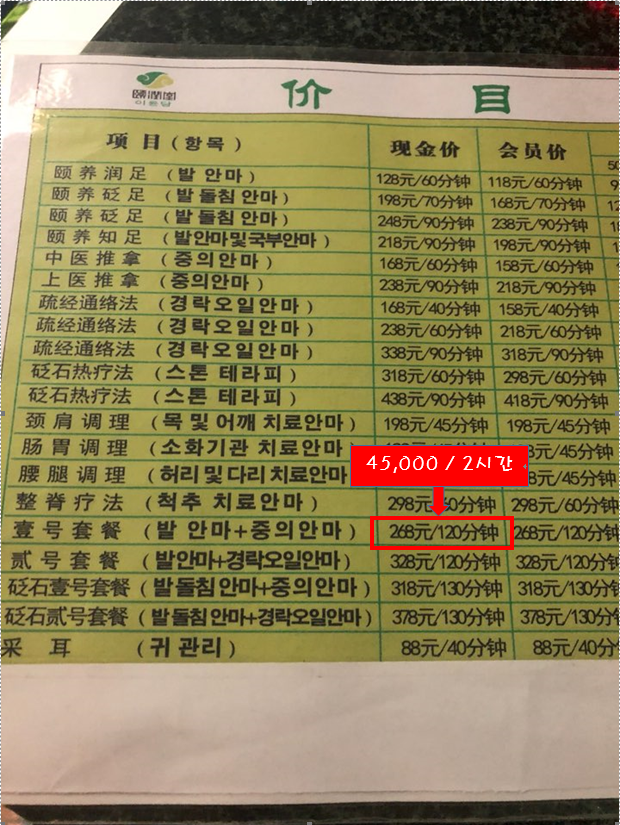 颐润堂
이윤당
价 目
项 目 (항목) 现金价 会员价
颐养润足 (발 안마) 128元/60分钟 118元/60分钟
颐养砭足 (발 돌침 안마) 198元/70分钟 168元/70分钟
颐养砭足 (발 돌침 안마) 248元/90分钟 238元/90分钟
颐养知足 (발안마 및 국부안마) 218元/90分钟 198元/90分钟
中医推拿 (중의안마) 168元/60分钟 158元/60分钟
上医推拿 (중의안마) 238元/90分钟 218元/90分钟
疏经通络法 (경락오일안마) 168元/40分钟 158元/40分钟
疏经通络法 (경락오일안마) 238元/60分钟 218元/60分钟
疏经通络法 (경락오일안마) 338元/90分钟 318元/90分钟
砭石热疗法 (스톤 테라피) 318元/60分钟 298元/60分钟
砭石热疗法 (스톤 테라피) 438元/90分钟 418元/90分钟
颈肩调理 (목 및 어깨 치료안마) 198元/45分钟 198元/45分钟
肠胃调理 (소화기관 치료안마) /45分钟
45,000 / 2시간
腰腿调理 (허리 및 다리 치료안마 /45分钟
整脊疗法 (척추 치료안마) 298元/60分钟 298元/60分钟
壹号套餐 (발 안마+중의안마) 268元/120分钟 268元/120分钟
贰号套餐 (발안마+경락오일안마) 328元/120分钟 328元/120分钟
砭石壹号套餐 (발돌침안마+중의안마) 318元/130分钟 318元/130分钟
砭石贰号套餐 (발돌침안마+경락오일안마) 378元/130分钟 378元/130分钟
采 耳 (귀 관리) 88元/40分钟 88元/40分钟